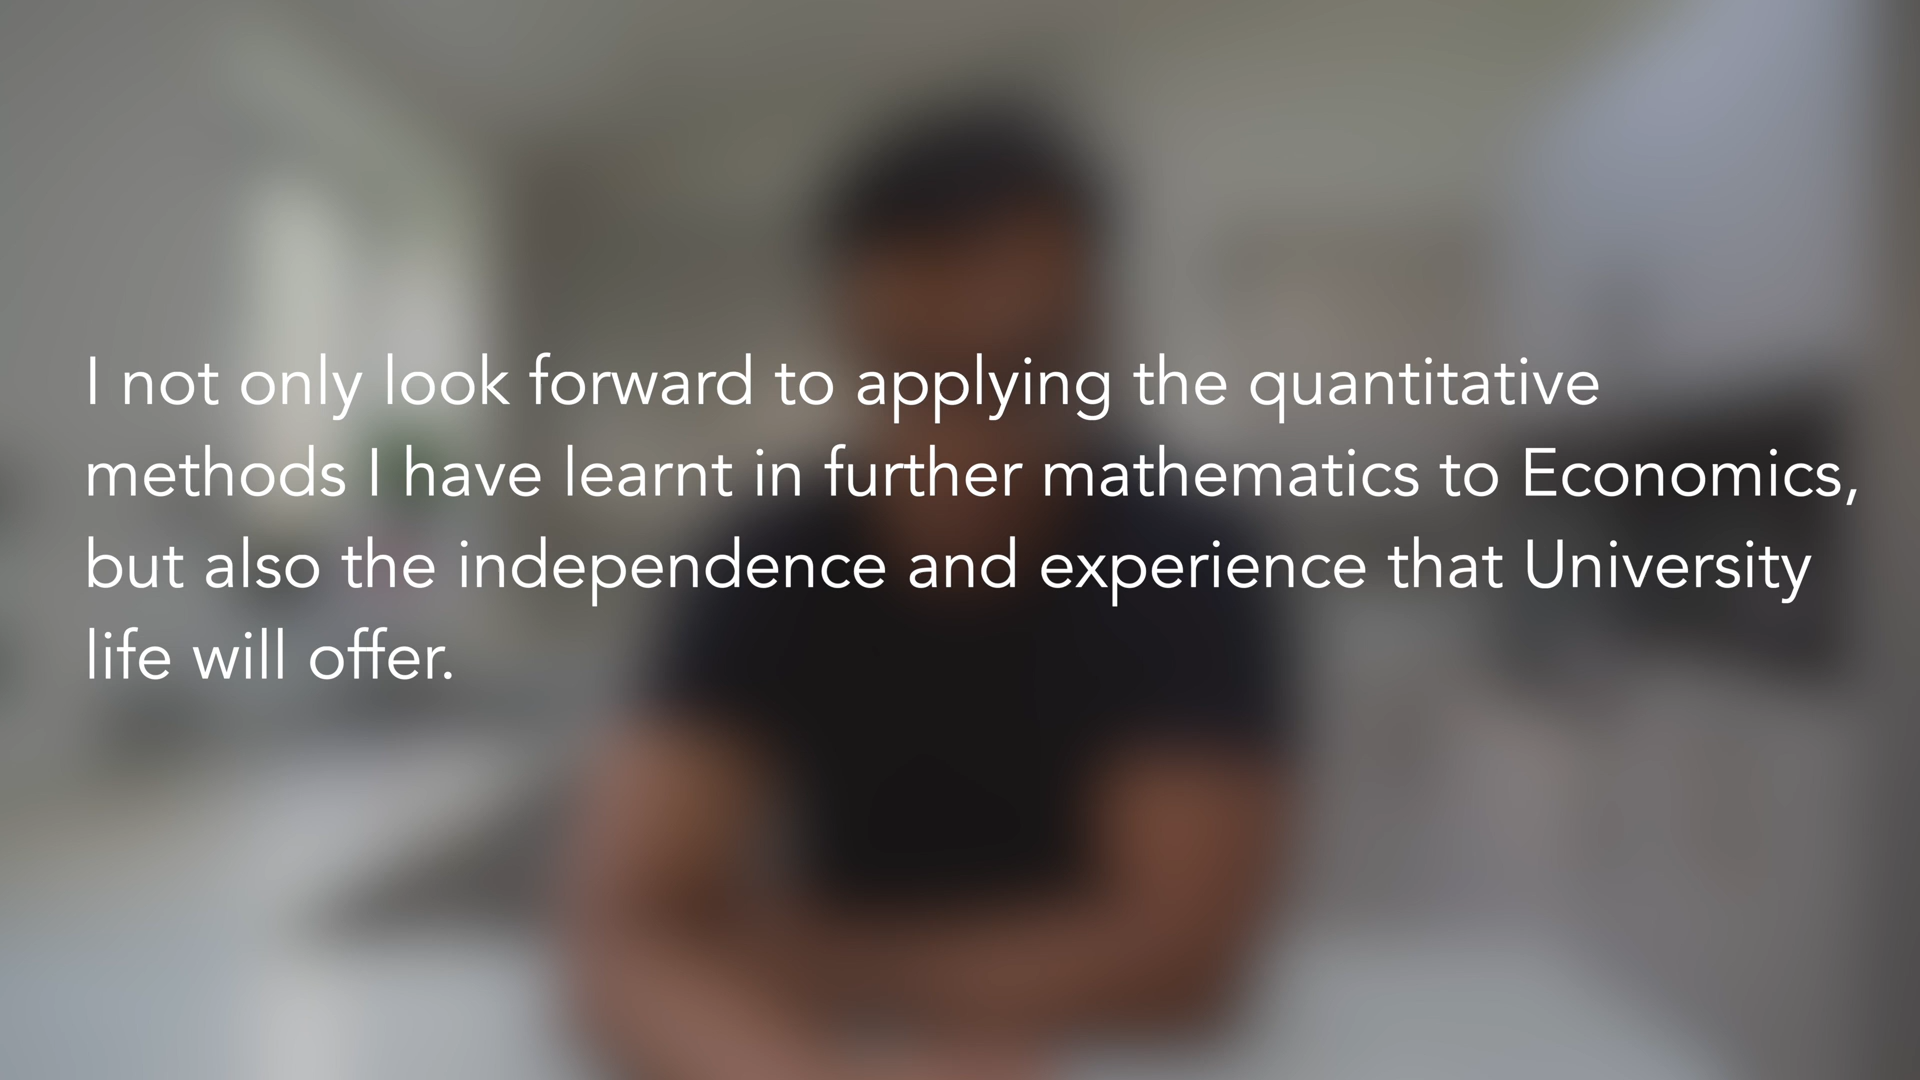 I not only look forward to applying the quantitative
methods I have learnt in further mathematics to Economics,
but also the independence and experience that University
life will offer.